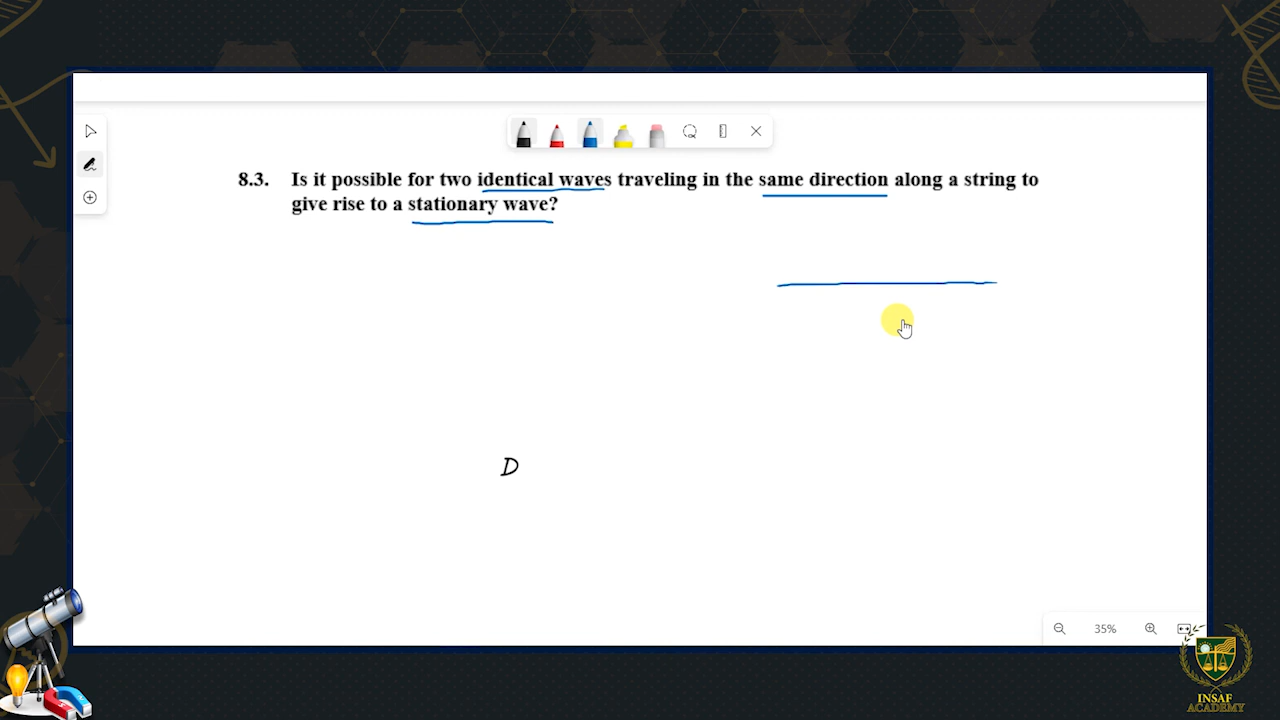 8.3. Is it possible for two identical waves traveling in the same direction along a string to
give rise to a stationary wave?
D
35%
INSAF
ACADEMY